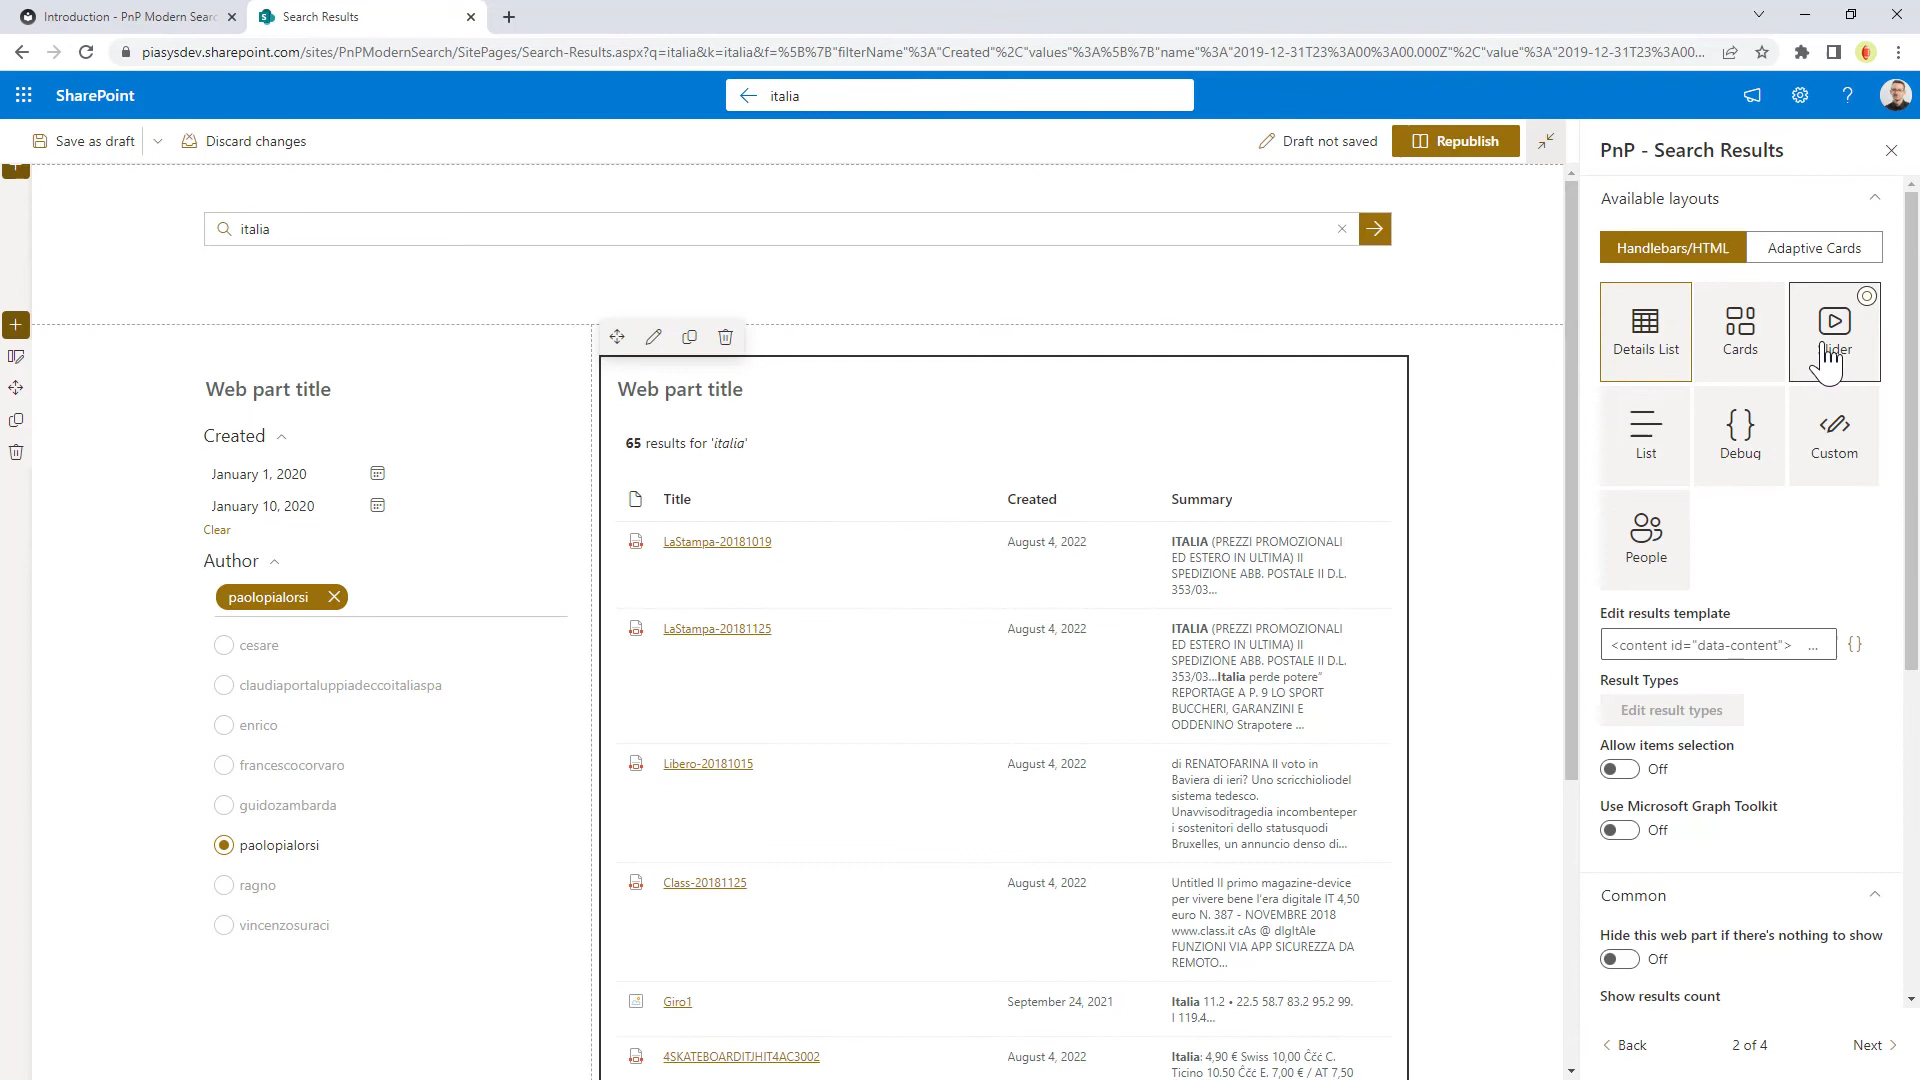 Introduction - PnP Modern Searc
Search Results
piasysdev.sharepoint.com/sites/PnPModernSearch/SitePages/Search-Results.aspx?q=italia&k=italia&f=%5B%7B"filterName"%3A"Created"%2C"values"%3A%5B%7B"name"%3A"2019-12-31T23%3A00%3A00.000Z"%2C"value"%3A"2019-12-31T23%3A00...
SharePoint
italia
Save as draft
Discard changes
Draft not saved
Republish
italia
Web part title
Created
January 1, 2020
January 10, 2020
Clear
Author
paolopialorsi
cesare
claudiaportaluppiadeccoitaliaspa
enrico
francescocorvaro
guidozambarda
paolopialorsi
ragno
vincenzosuraci
Web part title
65 results for 'italia'
Title Created Summary
LaStampa-20181019 August 4, 2022 ITALIA (PREZZI PROMOZIONALI
ED ESTERO IN ULTIMA) II
SPEDIZIONE ABB. POSTALE II D.L.
353/03...
LaStampa-20181125 August 4, 2022 ITALIA (PREZZI PROMOZIONALI
ED ESTERO IN ULTIMA) II
SPEDIZIONE ABB. POSTALE II D.L.
353/03...Italia perde potere"
REPORTAGE A P. 9 LO SPORT
BUCCHERI, GARANZINI E
ODDENINO Strapotere ...
Libero-20181015 August 4, 2022 di RENATOFARINA II voto in
Baviera di ieri? Uno scricchioliodel
sistema tedesco.
Unavvisoditragedia incombenteper
i sostenitori dello statusquodi
Bruxelles, un annuncio denso di...
Class-20181125 August 4, 2022 Untitled II primo magazine-device
per vivere bene l'era digitale IT 4,50
euro N. 387 - NOVEMBRE 2018
www.class.it cAs @ dIgItAle
FUNZIONI VIA APP SICUREZZA DA
REMOTO...
Giro1 September 24, 2021 Italia 11.2 • 22.5 58.7 83.2 95.2 99.
I 119.4...
4SKATEBOARDITJHIT4AC3002 August 4, 2022 Italia: 4,90 € Swiss 10,00 Ĉĉć C.
Ticino 10.50 Ĉĉć E. 7,00 € / AT 7,50
PnP - Search Results
Available layouts
Handlebars/HTML Adaptive Cards
Details List Cards
List Debug Custom
People
Edit results template
<content id="data-content"> ...
{}
Result Types
Edit result types
Allow items selection
Off
Use Microsoft Graph Toolkit
Off
Common
Hide this web part if there's nothing to show
Off
Show results count
Back 2 of 4 Next